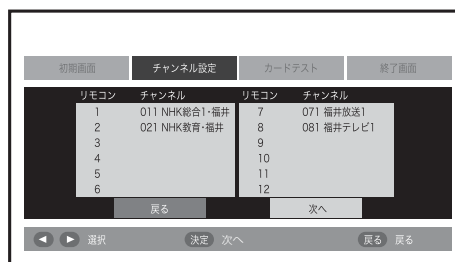 初期画面 チャンネル設定 カードテスト 終了画面
リモコン チャンネル リモコン チャンネル
1 011 NHK総合1・福井 7 071 福井放送1
2 021 NHK教育・福井 8 081 福井テレビ1
3 9
4 10
5 11
6 12
戻る 次へ
選択 決定 次へ 戻る 戻る